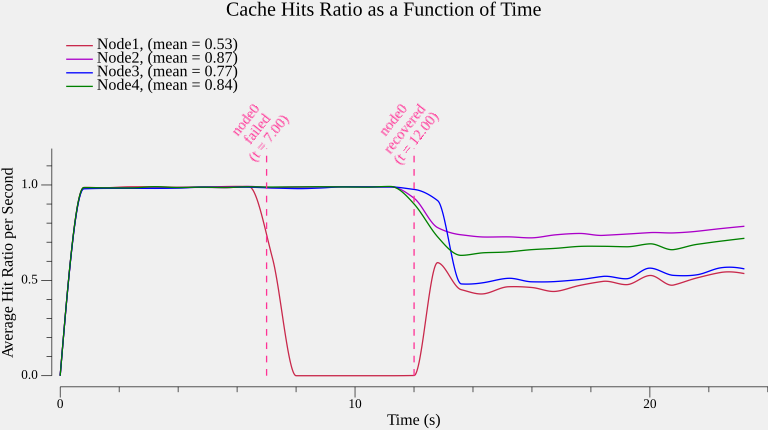 Cache Hits Ratio as a Function of Time
Node1, (mean = 0.53)
Node2, (mean = 0.87)
Node3, (mean = 0.77)
Node4, (mean = 0.84)
node0
failed
(t = 7.00)
node0
recovered
(t = 12.00)
Average Hit Ratio per Second
1.0
0.5
0.0
0
10
20
Time (s)